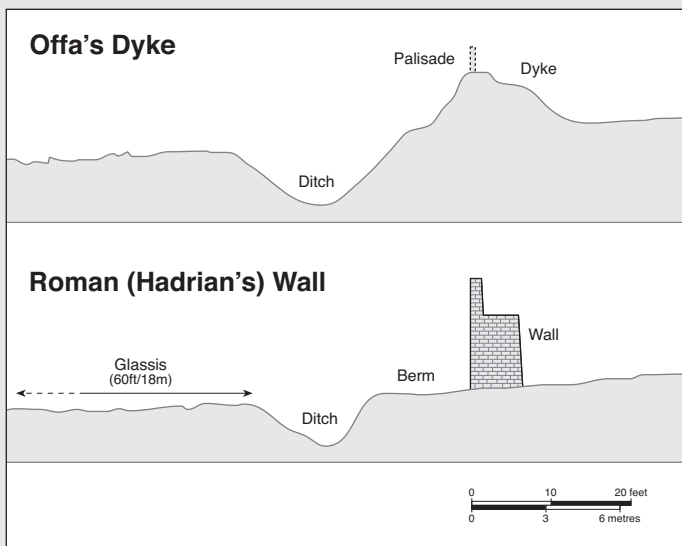 Offa's Dyke
Palisade
Dyke
Ditch
Roman (Hadrian's) Wall
Glassis
(60ft/18m)
Berm
Wall
Ditch
0 10 20 feet
0 3 6 metres